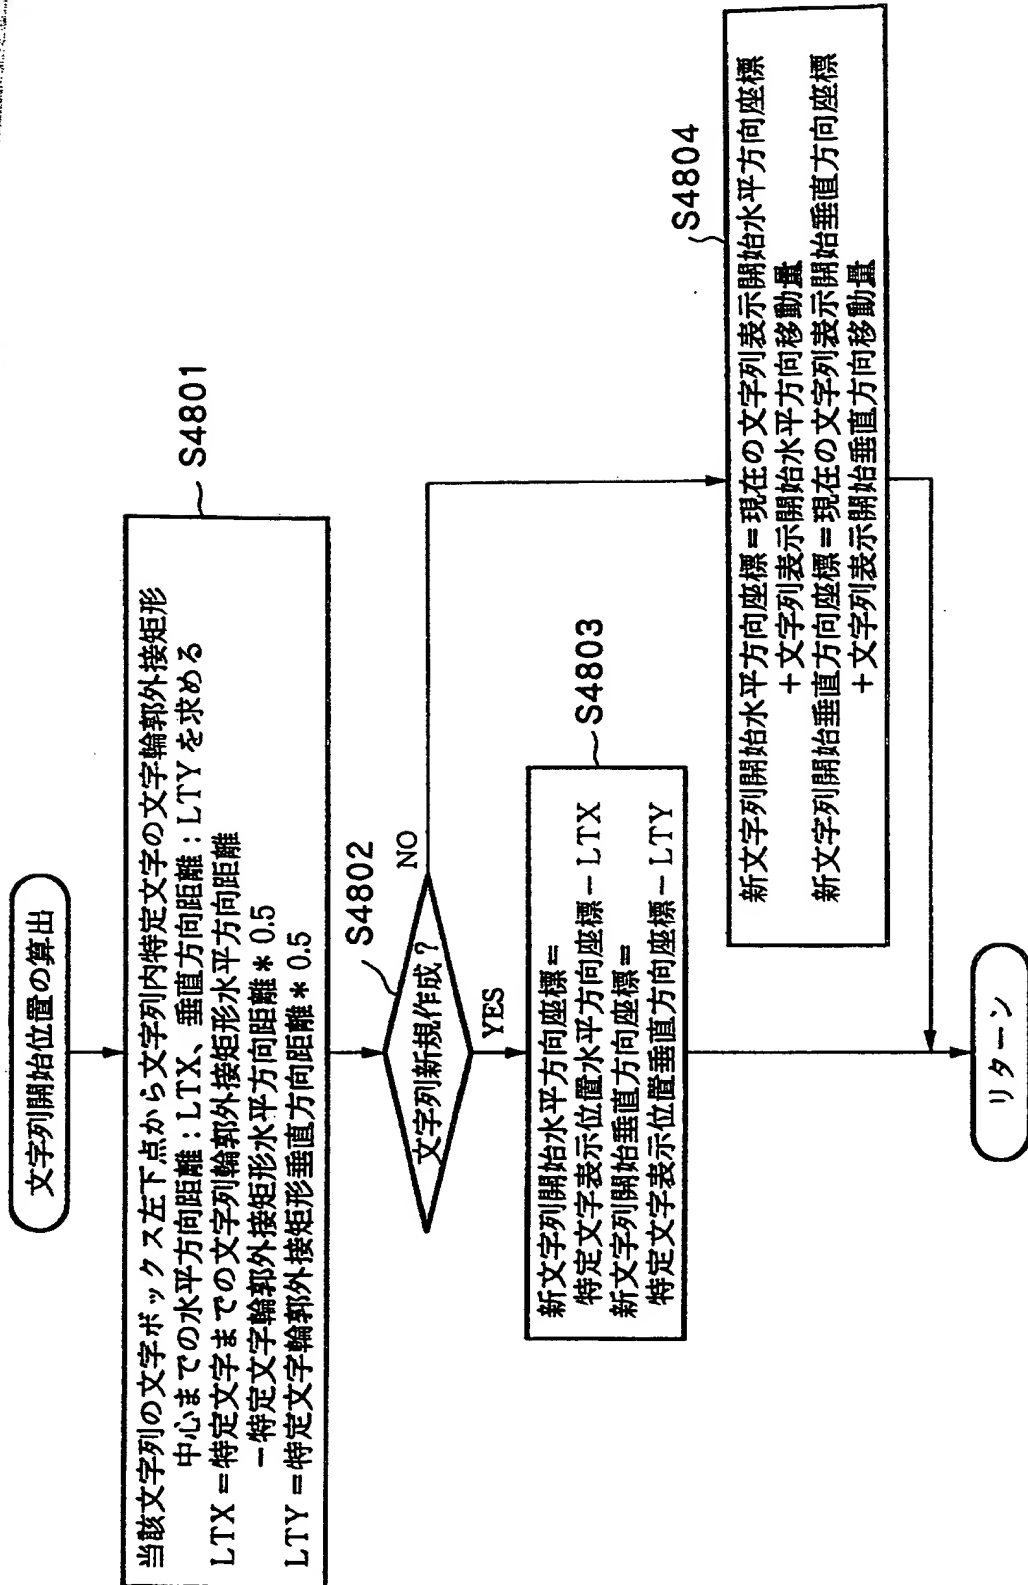 文字列開始位置の算出
S4801
当該文字列の文字ボックス左下点から文字列内特定文字の文字輪郭外接矩形
中心までの水平方向距離：LTX、垂直方向距離：LTYを求める
LTX＝特定文字までの文字列輪郭外接矩形水平方向距離
－特定文字輪郭外接矩形水平方向距離＊0.5
LTY＝特定文字輪郭外接矩形垂直方向距離＊0.5
S4802
文字列新規作成？
NO
YES
S4803
新文字列開始水平方向座標＝
特定文字表示位置水平方向座標－LTX
新文字列開始垂直方向座標＝
特定文字表示位置垂直方向座標－LTY
S4804
新文字列開始水平方向座標＝現在の文字列表示開始水平方向座標
＋文字列表示開始水平方向移動量
新文字列開始垂直方向座標＝現在の文字列表示開始垂直方向座標
＋文字列表示開始垂直方向移動量
リターン